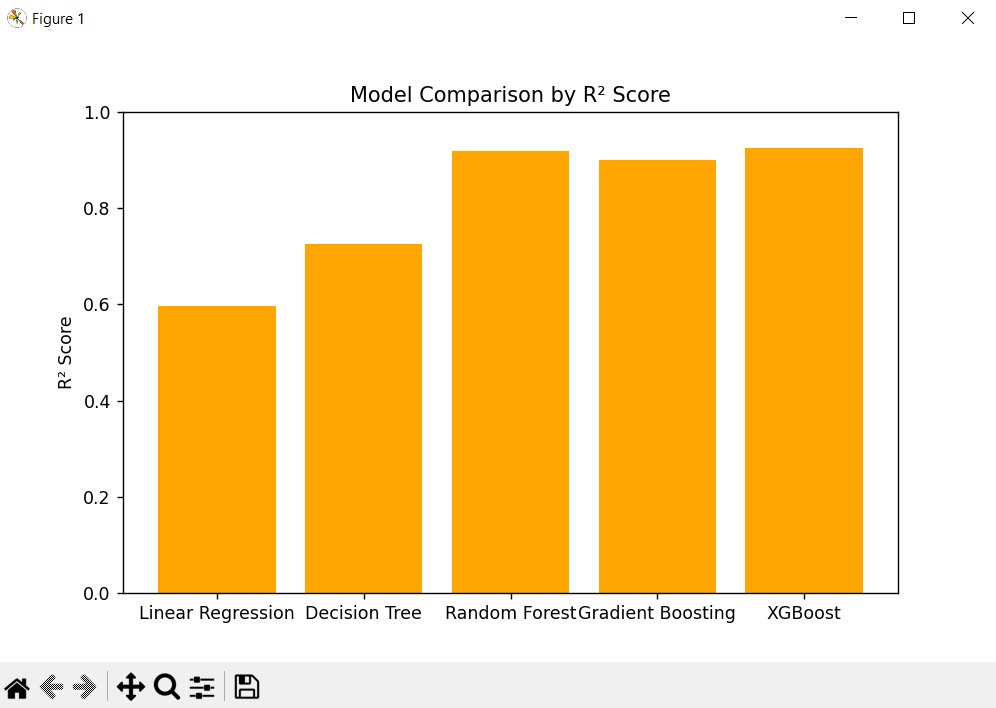 Figure 1
Model Comparison by R² Score
1.0
0.8
0.6
0.4
0.2
0.0
R² Score
Linear Regression Decision Tree Random Forest Gradient Boosting XGBoost